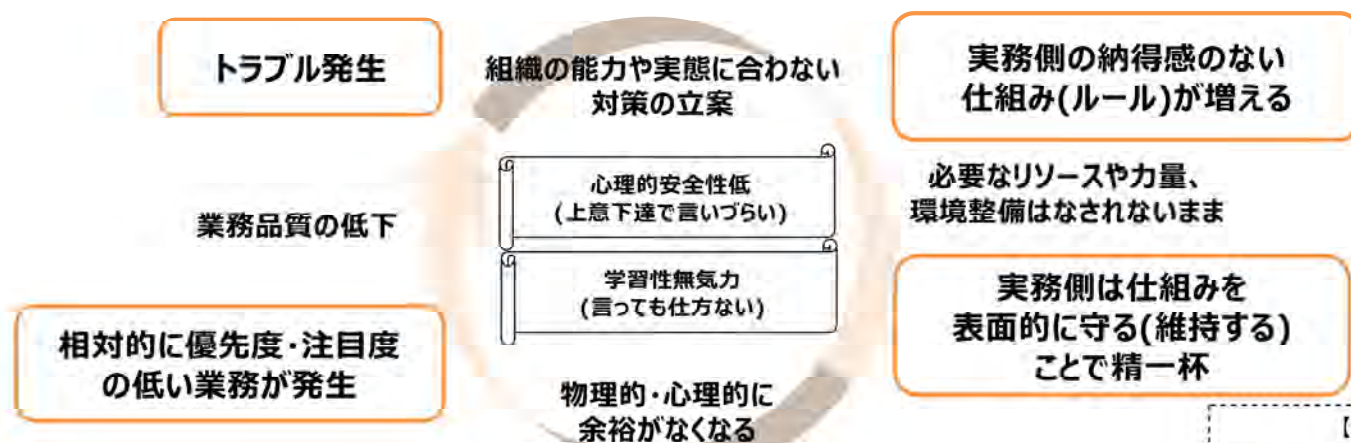 トラブル発生
組織の能力や実態に合わない
対策の立案
実務側の納得感のない
仕組み(ルール)が増える
必要なリソースや力量、
環境整備はなされないまま
実務側は仕組みを
表面的に守る(維持する)
ことで精一杯
物理的・心理的に
余裕がなくなる
相対的に優先度・注目度
の低い業務が発生
業務品質の低下
心理的安全性低
(上意下達で言いづらい)
学習性無気力
(言っても仕方ない)
【